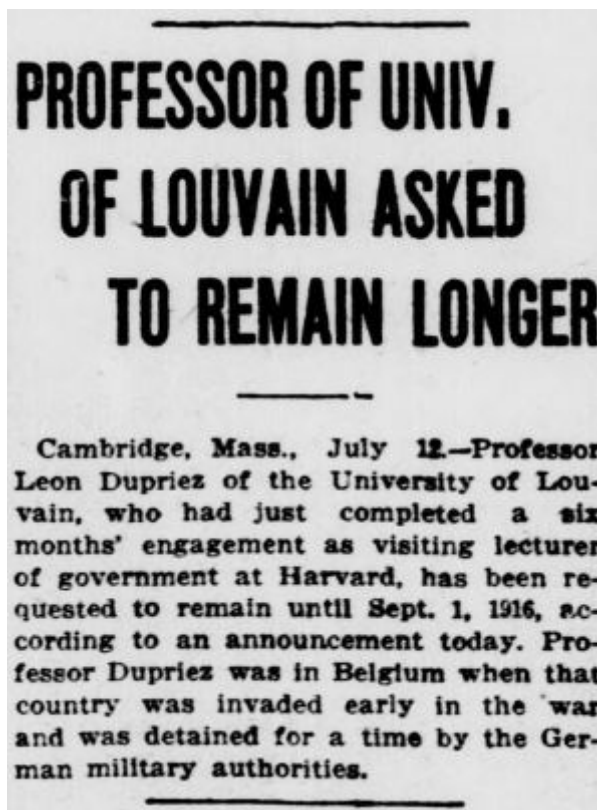 PROFESSOR OF UNIV.
OF LOUVAIN ASKED
TO REMAIN LONGER
Cambridge, Mass., July 12.—Professor
Leon Dupriez of the University of Lou-
vain, who had just completed a six
months' engagement as visiting lecturer
of government at Harvard, has been re-
quested to remain until Sept. 1, 1916, ac-
cording to an announcement today. Pro-
fessor Dupriez was in Belgium when that
country was invaded early in the war
and was detained for a time by the Ger-
man military authorities.